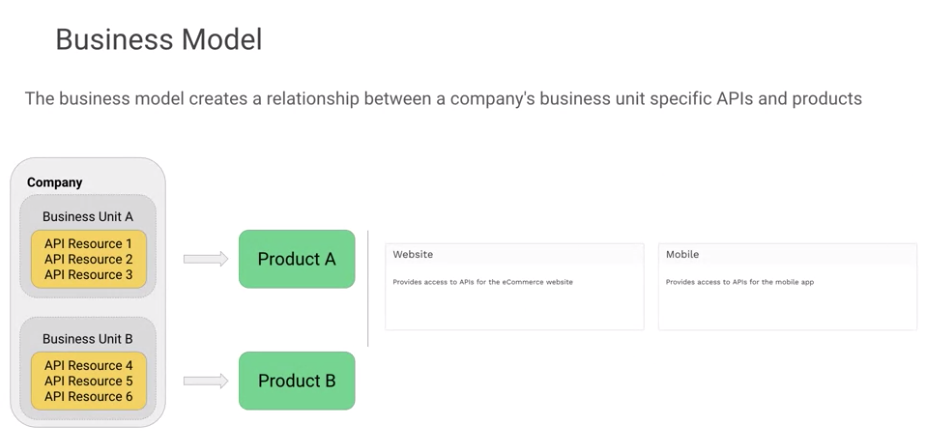 Business Model
The business model creates a relationship between a company's business unit specific APIs and products
Company
Business Unit A
API Resource 1
API Resource 2
API Resource 3
Product A
Website
Provides access to APIs for the eCommerce website
Mobile
Provides access to APIs for the mobile app
Business Unit B
API Resource 4
API Resource 5
API Resource 6
Product B